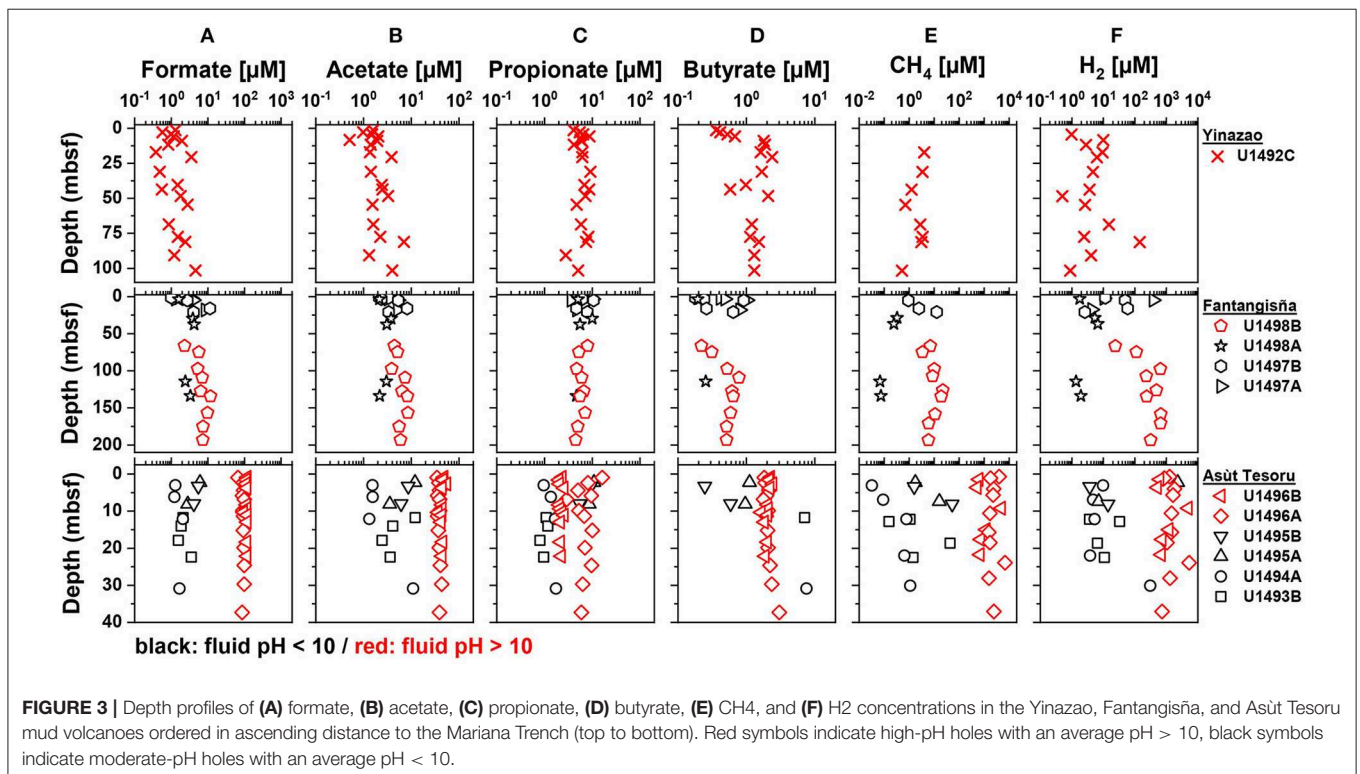 A B C D E F
Formate [µM] Acetate [µM] Propionate [µM] Butyrate [µM] CH4 [µM] H2 [µM]
10-1 100 101 102 103 10-1 100 101 102 10-1 100 101 102 10-1 100 101 10-2 100 102 104 10-1 100 101 102 103 104
Depth (mbsf)
0
25
50
75
100
Yinazao
U1492C
Depth (mbsf)
0
50
100
150
200
Fantangisña
U1498B
U1498A
U1497B
U1497A
Depth (mbsf)
0
10
20
30
40
Asùt Tesoru
U1496B
U1496A
U1495B
U1495A
U1494A
U1493B
black: fluid pH < 10 / red: fluid pH > 10
FIGURE 3 | Depth profiles of (A) formate, (B) acetate, (C) propionate, (D) butyrate, (E) CH4, and (F) H2 concentrations in the Yinazao, Fantangisña, and Asùt Tesoru
mud volcanoes ordered in ascending distance to the Mariana Trench (top to bottom). Red symbols indicate high-pH holes with an average pH > 10, black symbols
indicate moderate-pH holes with an average pH < 10.